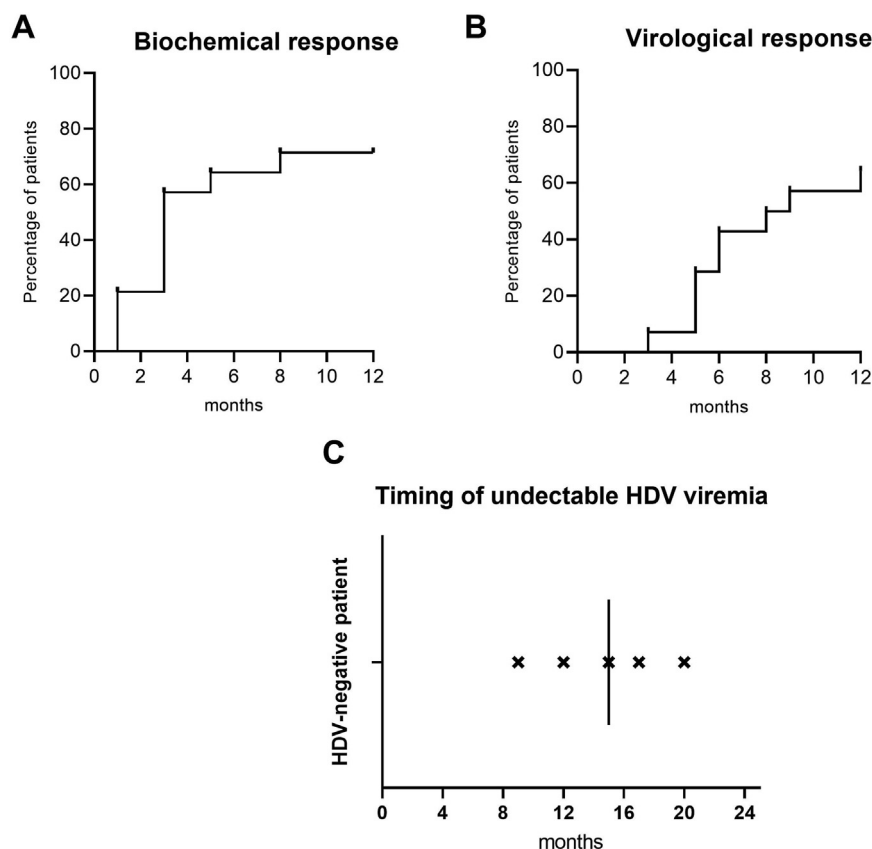 A
Biochemical response
Percentage of patients
100
80
60
40
20
0
0 2 4 6 8 10 12
months
B
Virological response
Percentage of patients
100
80
60
40
20
0
0 2 4 6 8 10 12
months
C
Timing of undectable HDV viremia
HDV-negative patient
0 4 8 12 16 20 24
months